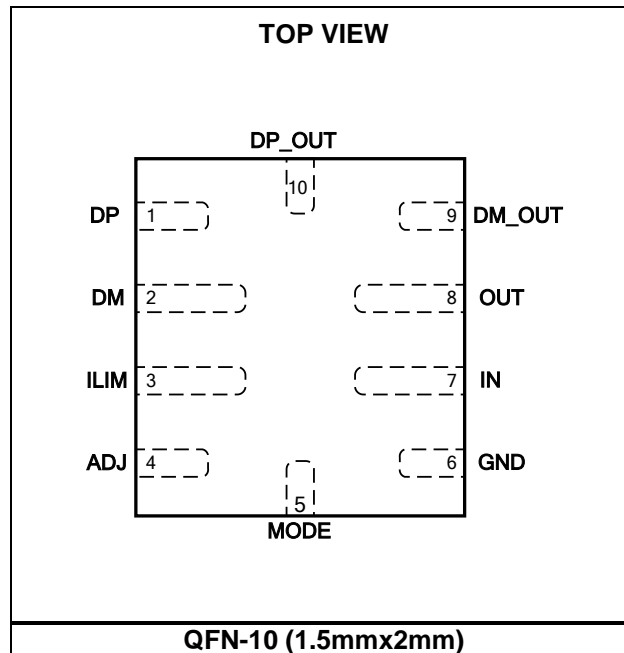 TOP VIEW
DP_OUT
10
DP 1 9 DM_OUT
DM 2 8 OUT
ILIM 3 7 IN
ADJ 4 6 GND
5
MODE
QFN-10 (1.5mmx2mm)